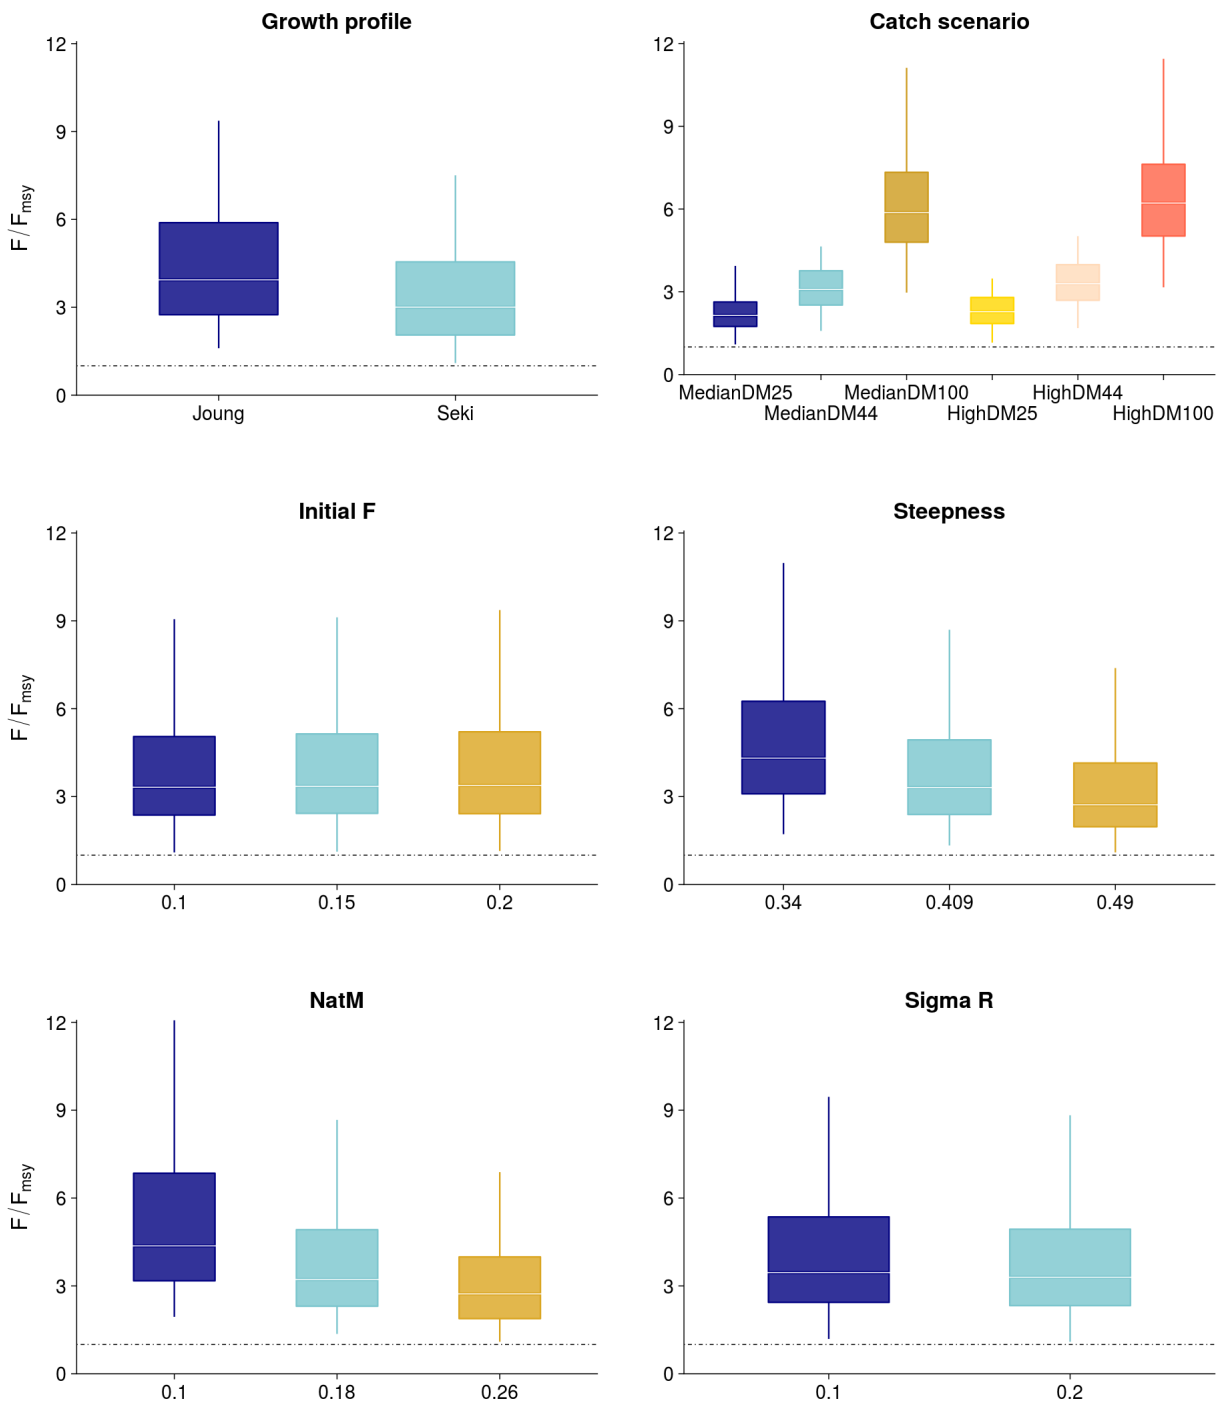 Growth profile
12
9
6
3
0
F/Fmsy
Joung
Seki
Catch scenario
12
9
6
3
0
MedianDM25
MedianDM44
MedianDM100
HighDM25
HighDM44
HighDM100
Initial F
12
9
6
3
0
F/Fmsy
0.1
0.15
0.2
Steepness
12
9
6
3
0
0.34
0.409
0.49
NatM
12
9
6
3
0
F/Fmsy
0.1
0.18
0.26
Sigma R
12
9
6
3
0
0.1
0.2